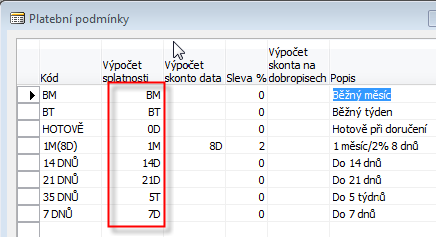 Platební podmínky
Kód Výpočet splatnosti Výpočet skonto data Sleva % Výpočet skonta na dobropisech Popis
BM BM 0 Běžný měsíc
BT BT 0 Běžný týden
HOTOVĚ 0D 0 Hotově při doručení
1M(8D) 1M 8D 2 1 měsíc/2% 8 dnů
14 DNŮ 14D 0 Do 14 dnů
21 DNŮ 21D 0 Do 21 dnů
35 DNŮ 5T 0 Do 5 týdnů
7 DNŮ 7D 0 Do 7 dnů